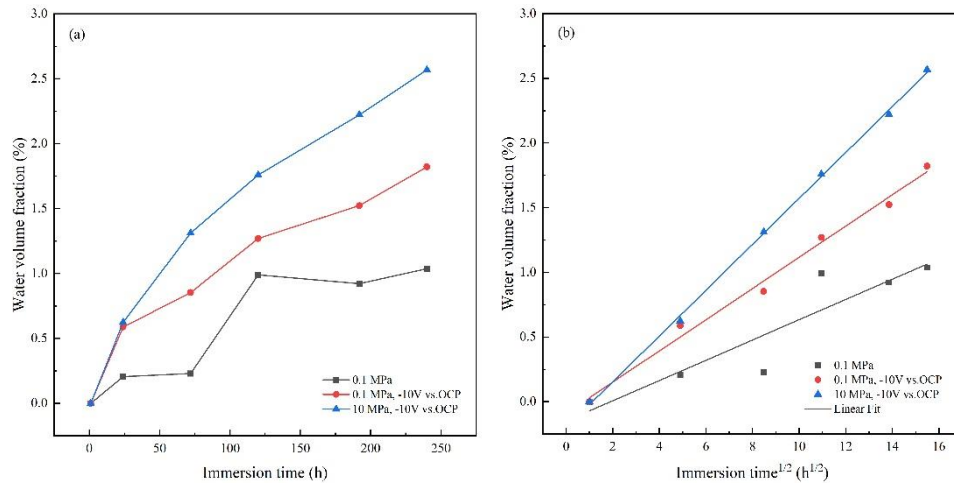 (a)
Water volume fraction (%)
3.0
2.5
2.0
1.5
1.0
0.5
0.0
0 50 100 150 200 250
Immersion time (h)
0.1 MPa
0.1 MPa, -10V vs.OCP
10 MPa, -10V vs.OCP
(b)
Water volume fraction (%)
3.0
2.5
2.0
1.5
1.0
0.5
0.0
0 2 4 6 8 10 12 14 16
Immersion time^1/2 (h^1/2)
0.1 MPa
0.1 MPa, -10V vs.OCP
10 MPa, -10V vs.OCP
Linear Fit